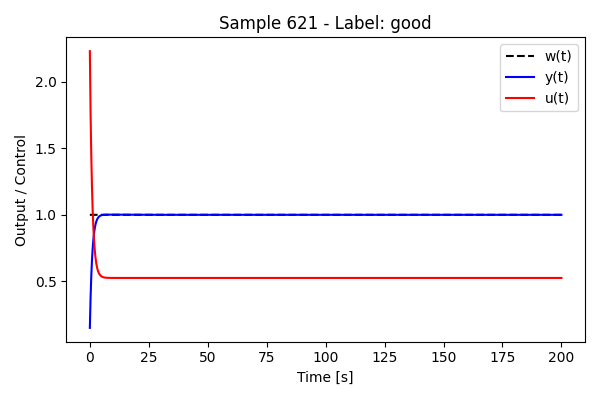 Sample 621 - Label: good
w(t)
y(t)
u(t)
2.0
1.5
1.0
0.5
Output / Control
0 25 50 75 100 125 150 175 200
Time [s]